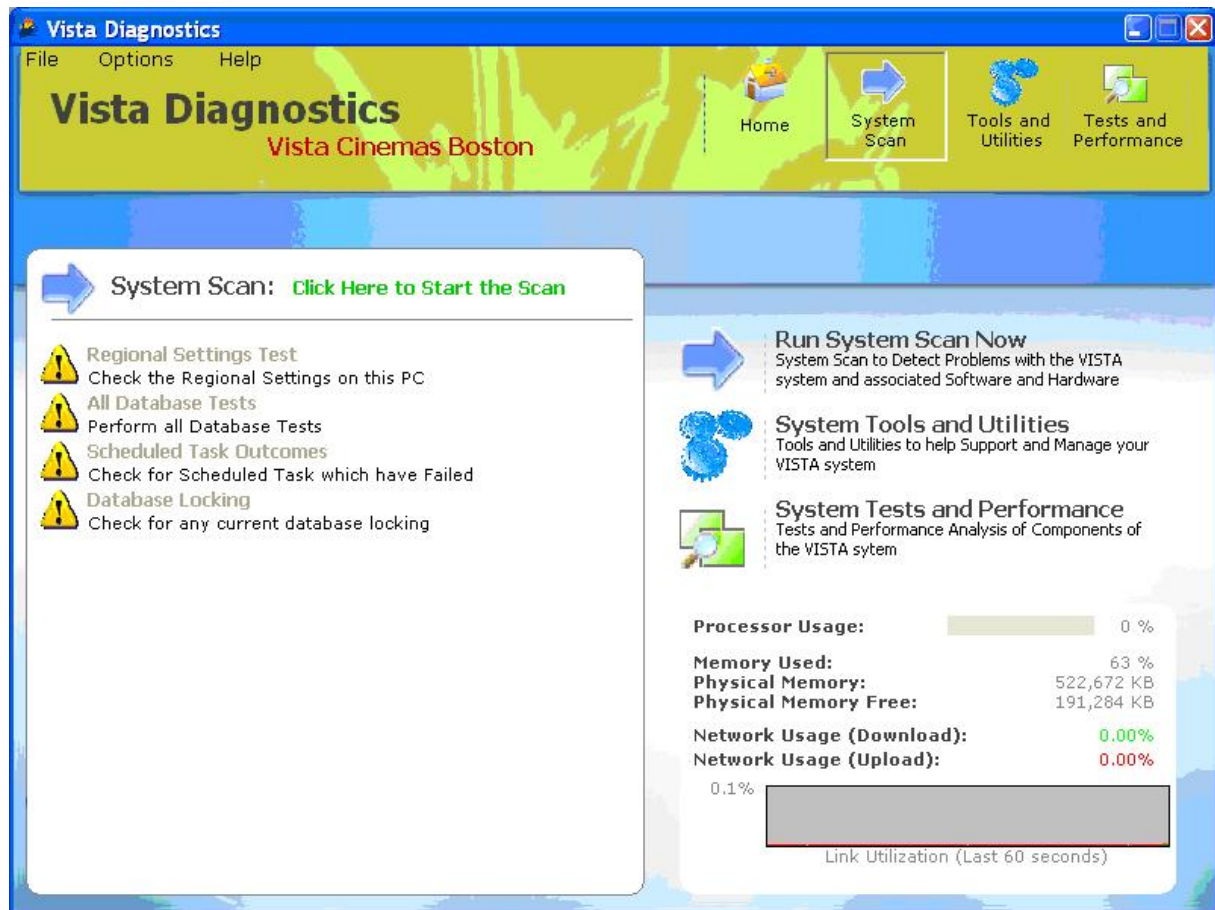 Vista Diagnostics
File Options Help
Vista Diagnostics
Vista Cinemas Boston
Home
System
Scan
Tools and
Utilities
Tests and
Performance
System Scan: Click Here to Start the Scan
Regional Settings Test
Check the Regional Settings on this PC
All Database Tests
Perform all Database Tests
Scheduled Task Outcomes
Check for Scheduled Task which have Failed
Database Locking
Check for any current database locking
Run System Scan Now
System Scan to Detect Problems with the VISTA
system and associated Software and Hardware
System Tools and Utilities
Tools and Utilities to help Support and Manage your
VISTA system
System Tests and Performance
Tests and Performance Analysis of Components of
the VISTA sytem
Processor Usage: 0 %
Memory Used: 63 %
Physical Memory: 522,672 KB
Physical Memory Free: 191,284 KB
Network Usage (Download): 0.00%
Network Usage (Upload): 0.00%
0.1%
Link Utilization (Last 60 seconds)